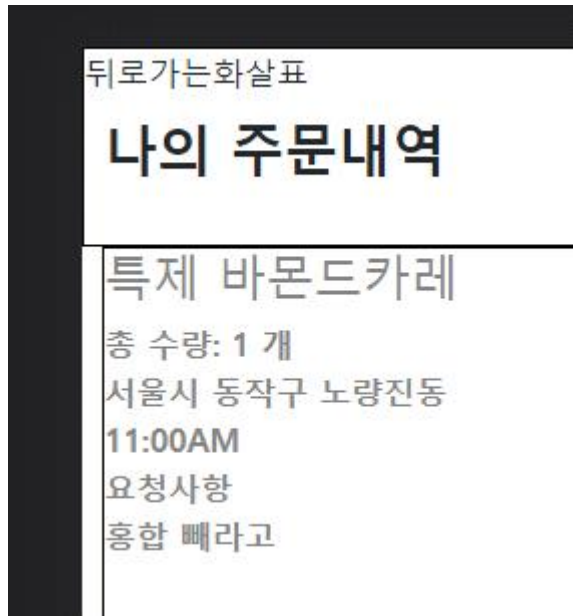 뒤로가는화살표
나의 주문내역
특제 바몬드카레
총 수량: 1 개
서울시 동작구 노량진동
11:00AM
요청사항
홍합 빼라고